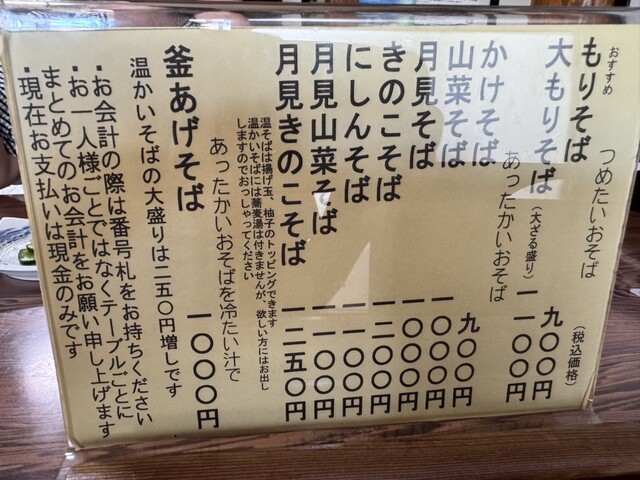 おすすめ
つめたいおそば
(税込価格)
もりそば 九〇〇円
大もりそば(大ざる盛り) 一一〇〇円
あったかいおそば
かけそば 九〇〇円
山菜そば 一〇〇〇円
月見そば 一〇〇〇円
きのこそば 一二〇〇円
にしんそば 一一〇〇円
月見山菜そば 一一〇〇円
月見きのこそば 一二五〇円
温そばは揚げ玉、柚子のトッピングできます
温かいそばには蕎麦湯は付きませんが、欲しい方にはお出し
しますのでおっしゃってください
あったかいおそばを冷たい汁で
釜あげそば 一〇〇〇円
温かいそばの大盛りは二五〇円増しです
・お会計の際は番号札をお持ちください
・お一人様ごとではなくテーブルごとに
まとめてのお会計をお願い申し上げます
・現在お支払いは現金のみです